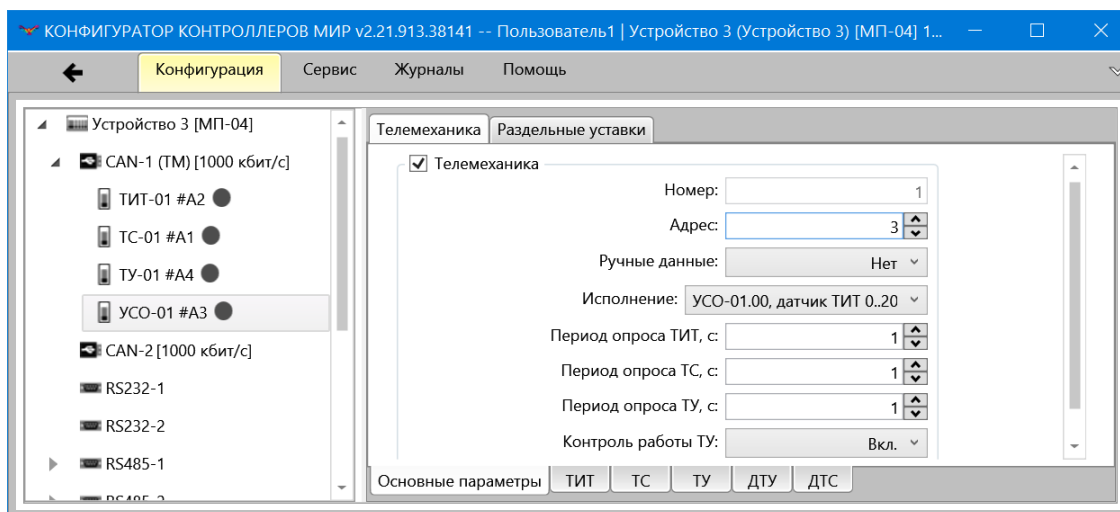 КОНФИГУРАТОР КОНТРОЛЛЕРОВ МИР v2.21.913.38141 -- Пользователь1 | Устройство 3 (Устройство 3) [МП-04] 1...
Конфигурация Сервис Журналы Помощь
Устройство 3 [МП-04]
CAN-1 (TM) [1000 кбит/с]
ТИТ-01 #A2
ТС-01 #A1
ТУ-01 #A4
УСО-01 #A3
CAN-2 [1000 кбит/с]
RS232-1
RS232-2
RS485-1
RS485-2
Телемеханика Раздельные уставки
Телемеханика
Номер: 1
Адрес: 3
Ручные данные: Нет
Исполнение: УСО-01.00, датчик ТИТ 0..20
Период опроса ТИТ, с: 1
Период опроса ТС, с: 1
Период опроса ТУ, с: 1
Контроль работы ТУ: Вкл.
Основные параметры ТИТ ТС ТУ ДТУ ДТС